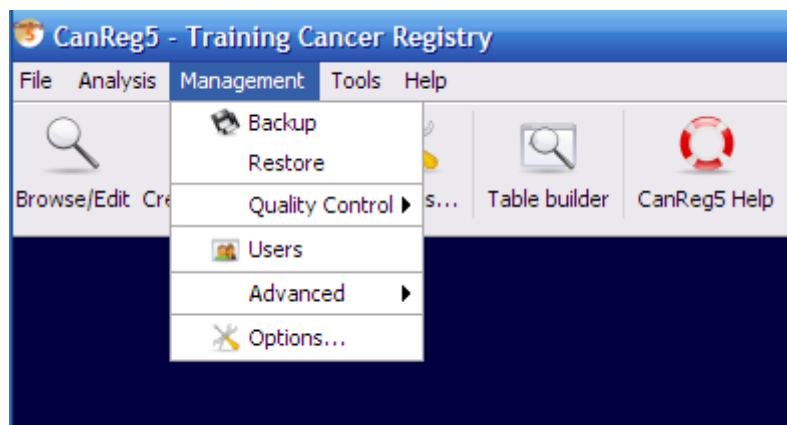 CanReg5 - Training Cancer Registry
File Analysis Management Tools Help
Backup
Restore
Quality Control
Users
Advanced
Options...
Browse/Edit Cre s... Table builder CanReg5 Help